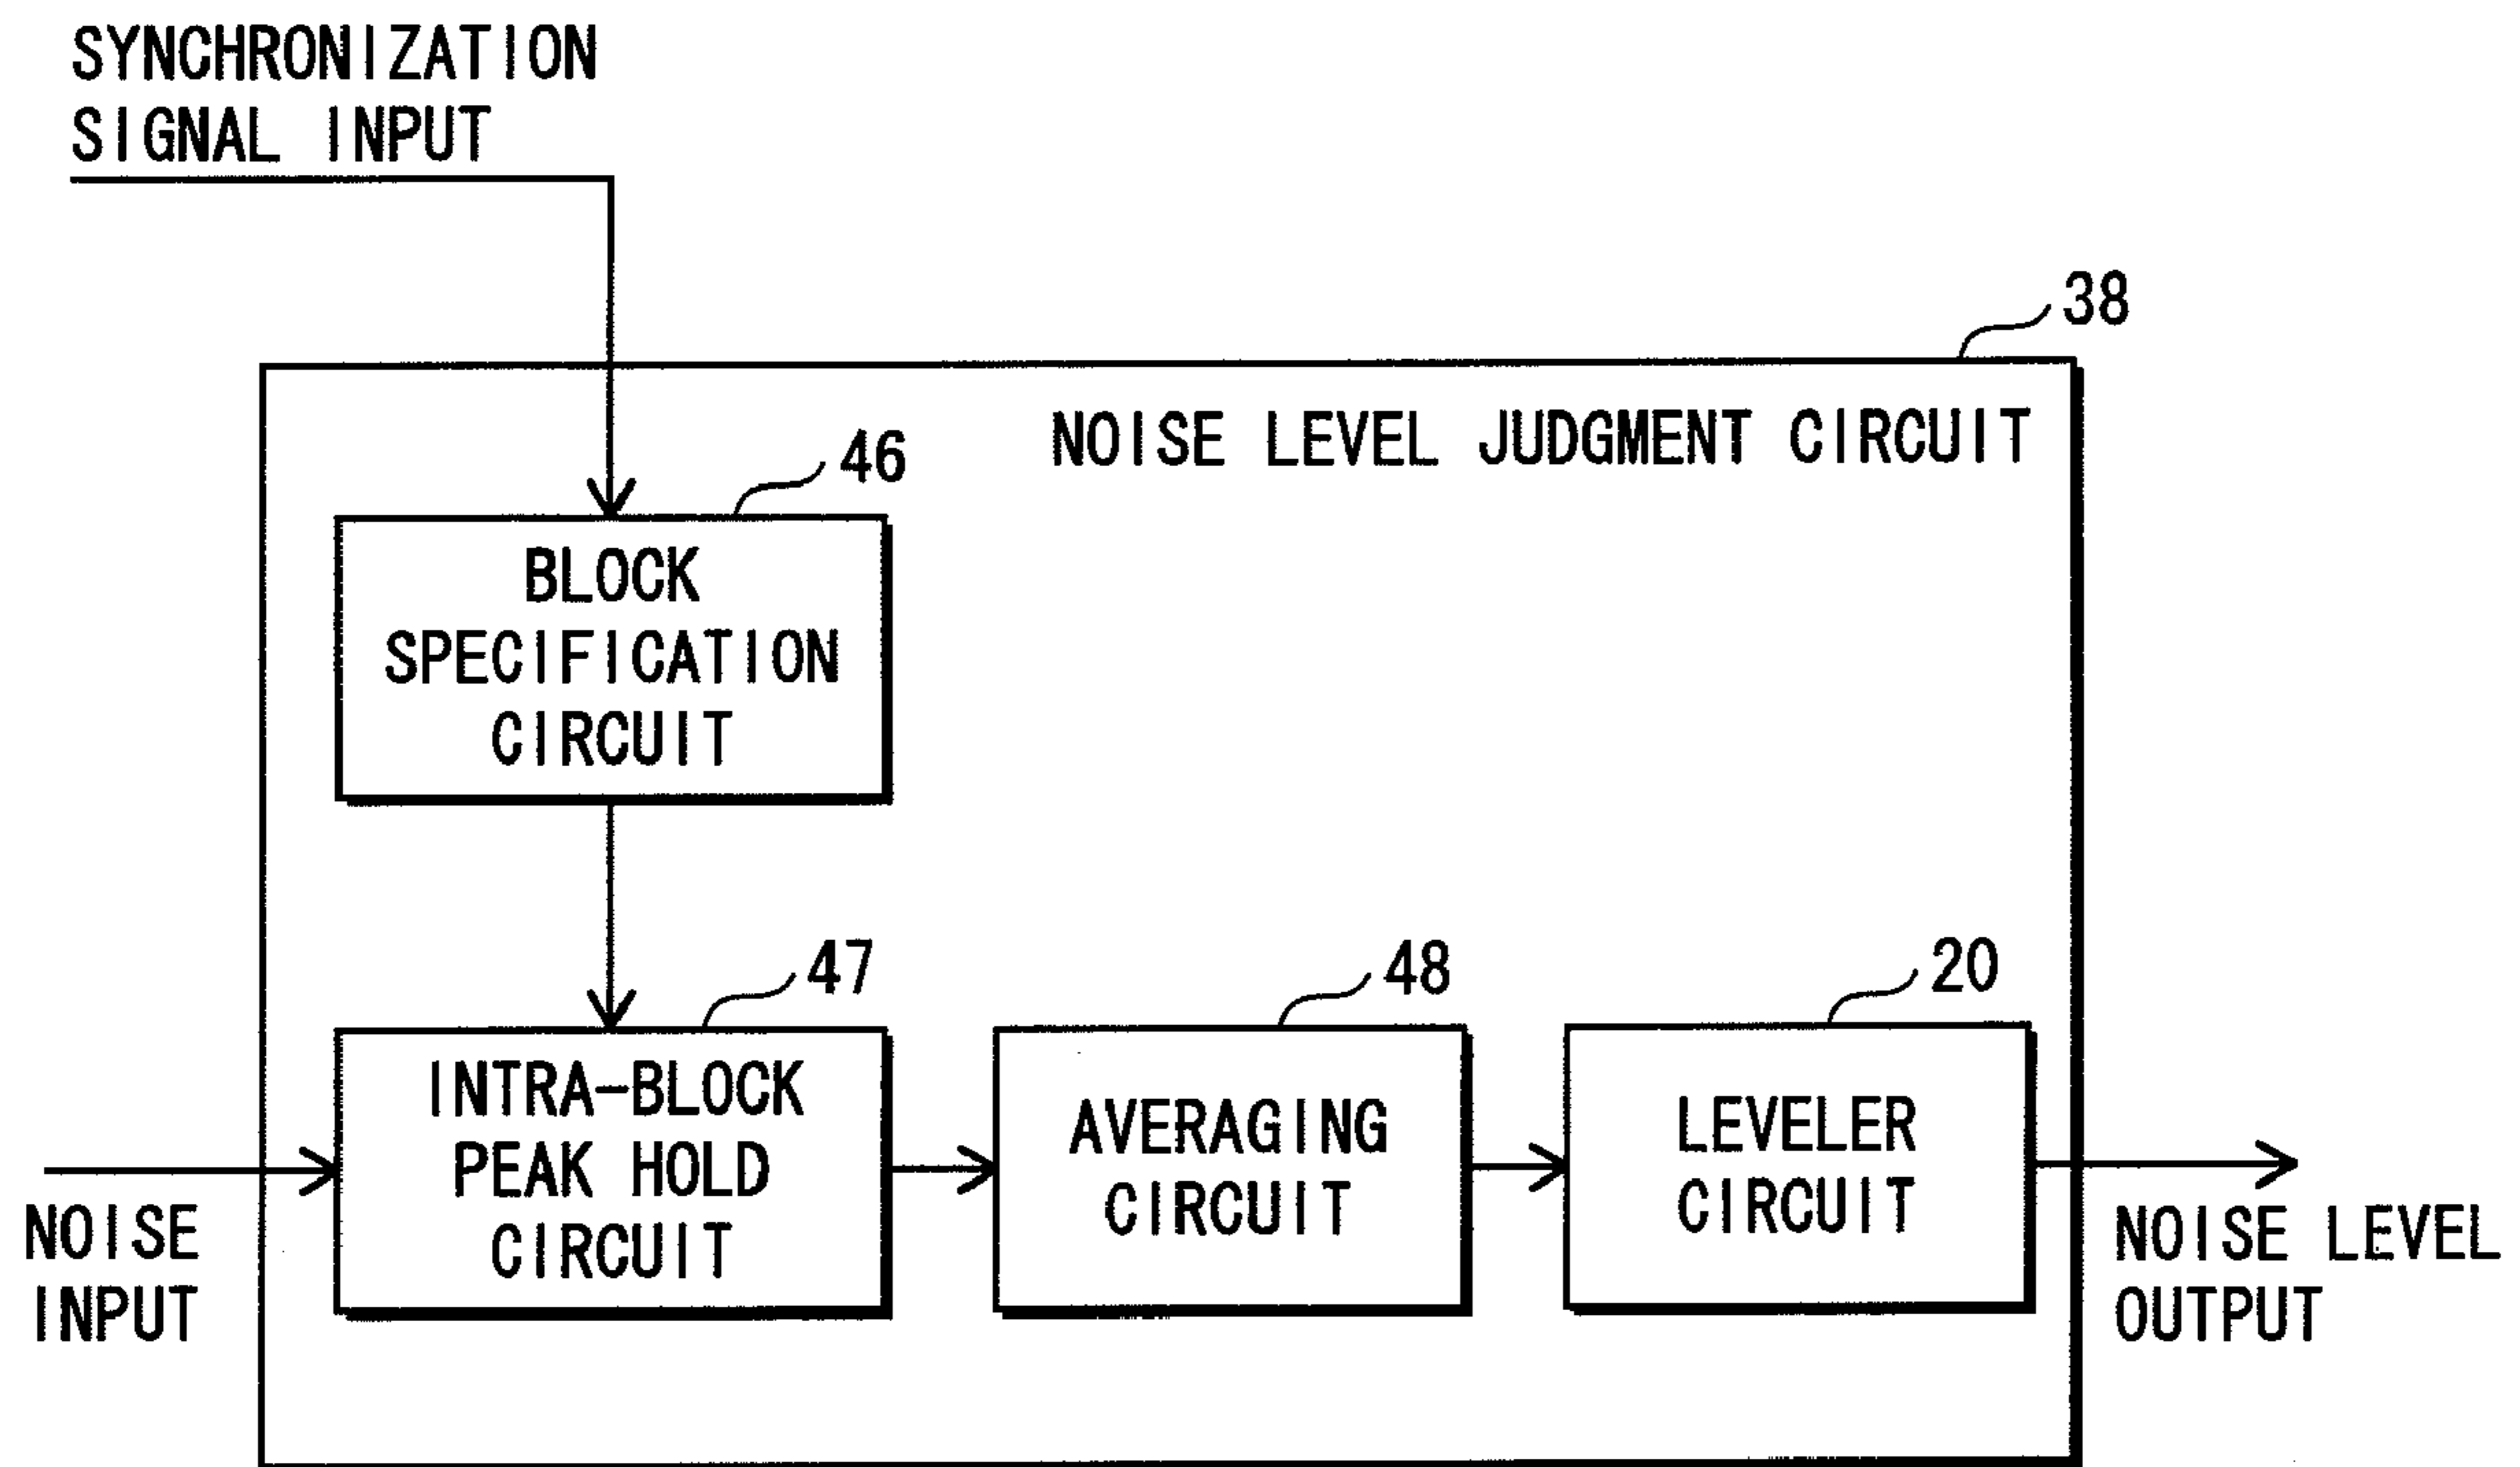 SYNCHRONIZATION
SIGNAL INPUT
38
NOISE LEVEL JUDGMENT CIRCUIT
46
BLOCK
SPECIFICATION
CIRCUIT
47
48
20
INTRA-BLOCK
PEAK HOLD
CIRCUIT
AVERAGING
CIRCUIT
LEVELER
CIRCUIT
NOISE
INPUT
NOISE LEVEL
OUTPUT